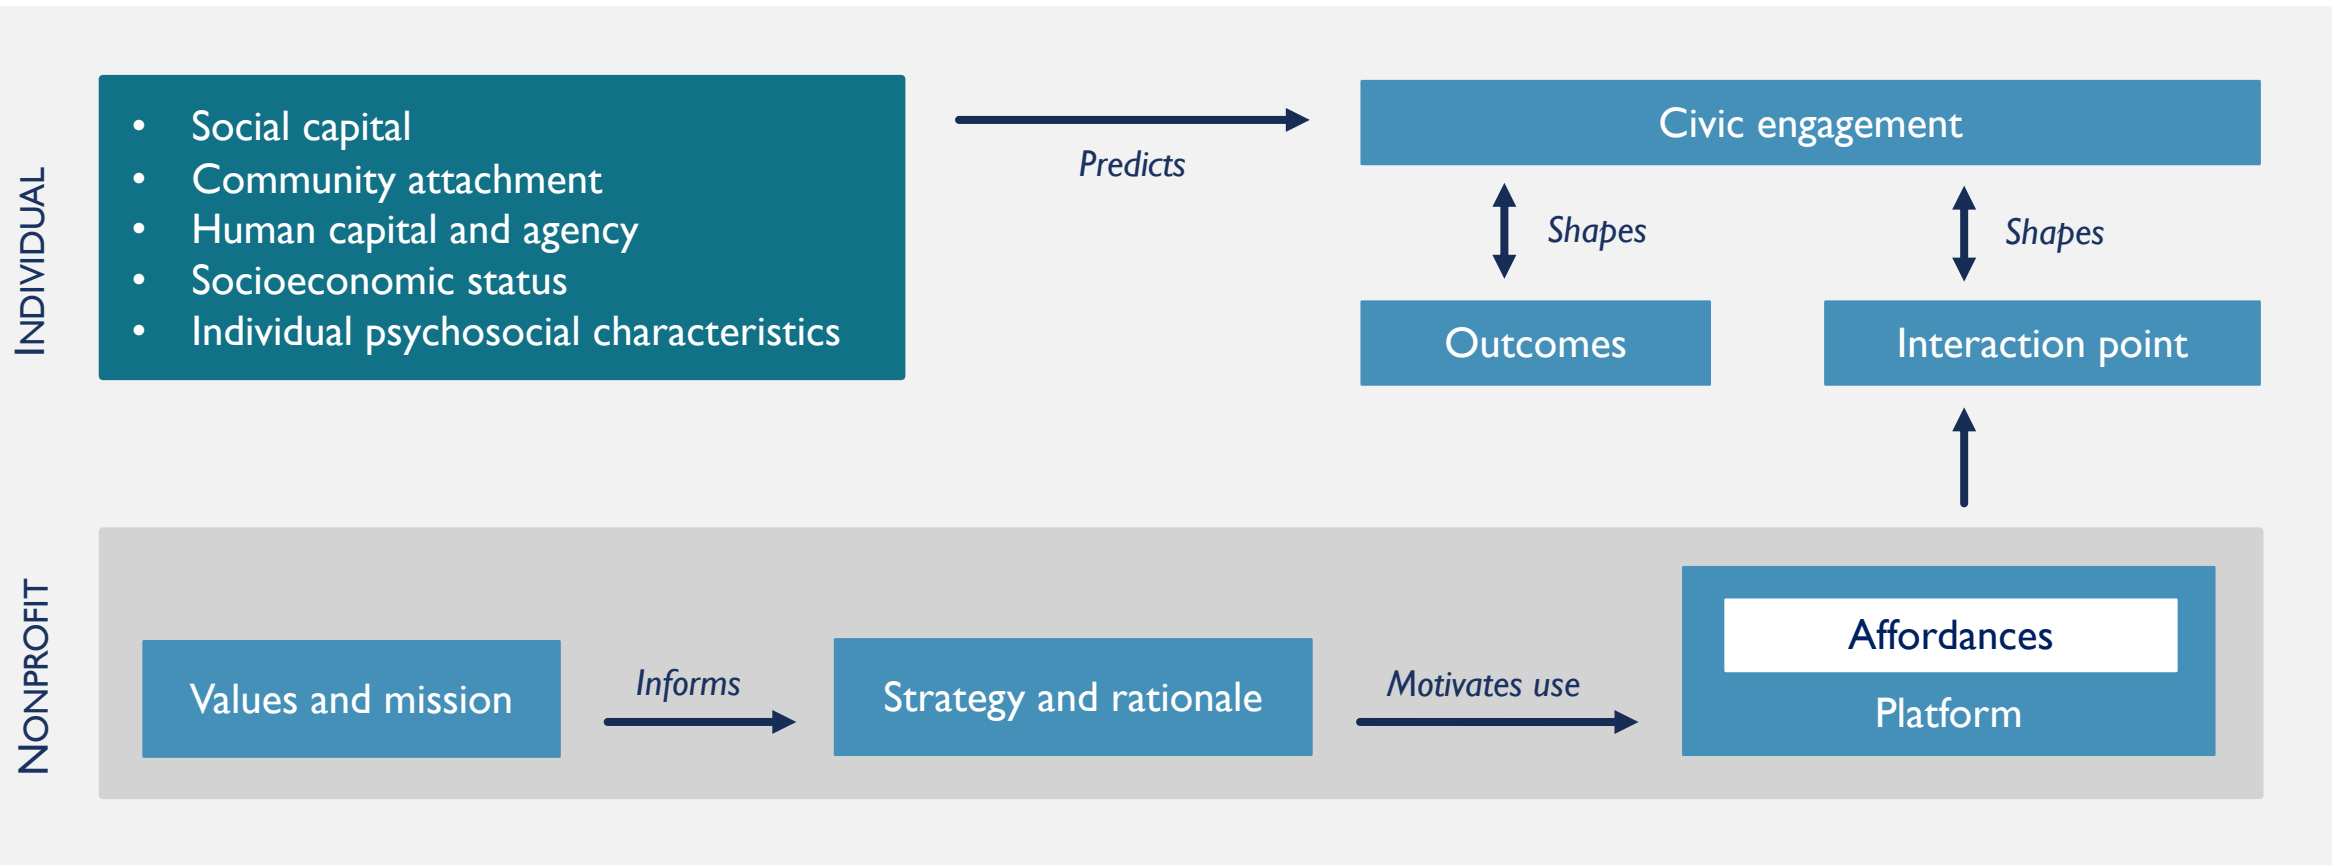 INDIVIDUAL
• Social capital
• Community attachment
• Human capital and agency
• Socioeconomic status
• Individual psychosocial characteristics
Predicts
Civic engagement
Shapes
Shapes
Outcomes
Interaction point
NONPROFIT
Values and mission
Informs
Strategy and rationale
Motivates use
Affordances
Platform